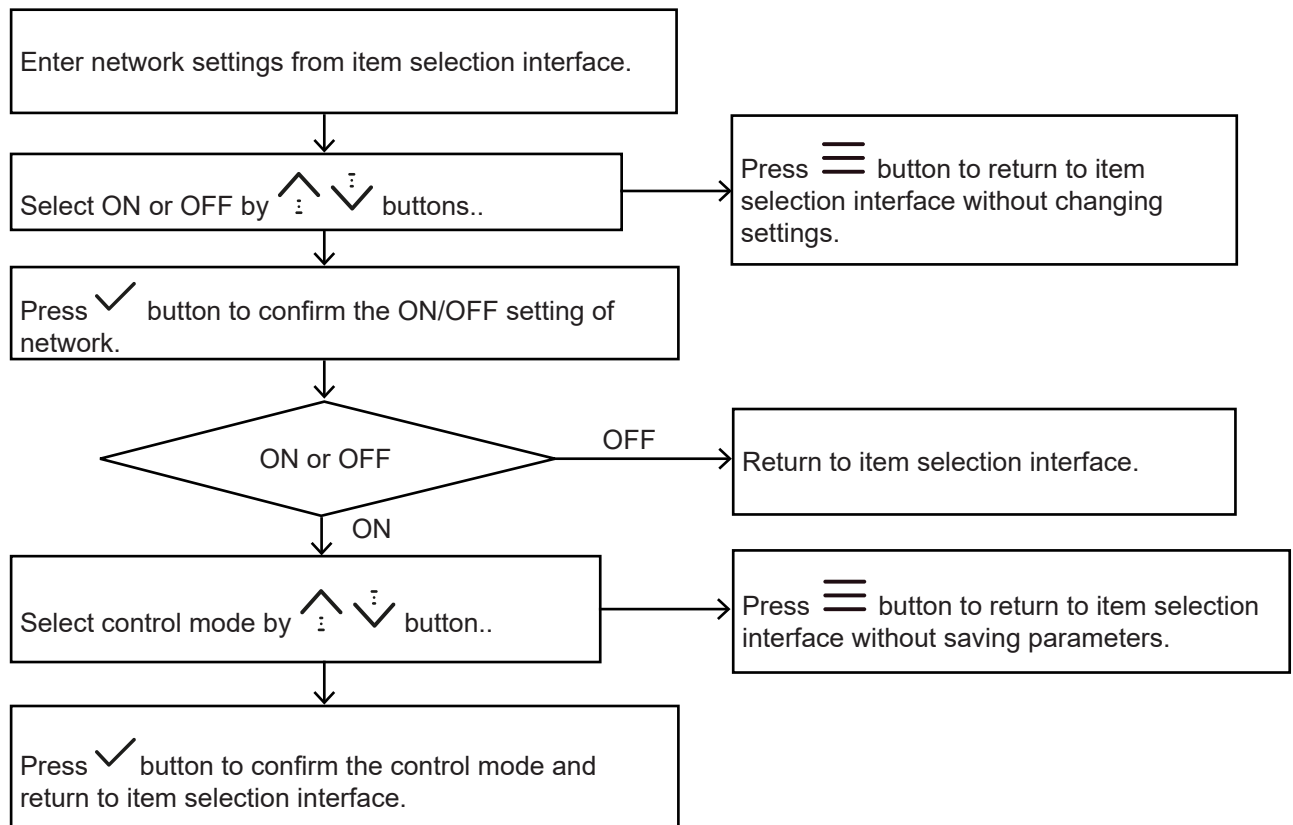 Enter network settings from item selection interface.
Select ON or OFF by buttons..
Press button to return to item
selection interface without changing
settings.
Press button to confirm the ON/OFF setting of
network.
ON or OFF
OFF
Return to item selection interface.
ON
Select control mode by button..
Press button to return to item selection
interface without saving parameters.
Press button to confirm the control mode and
return to item selection interface.